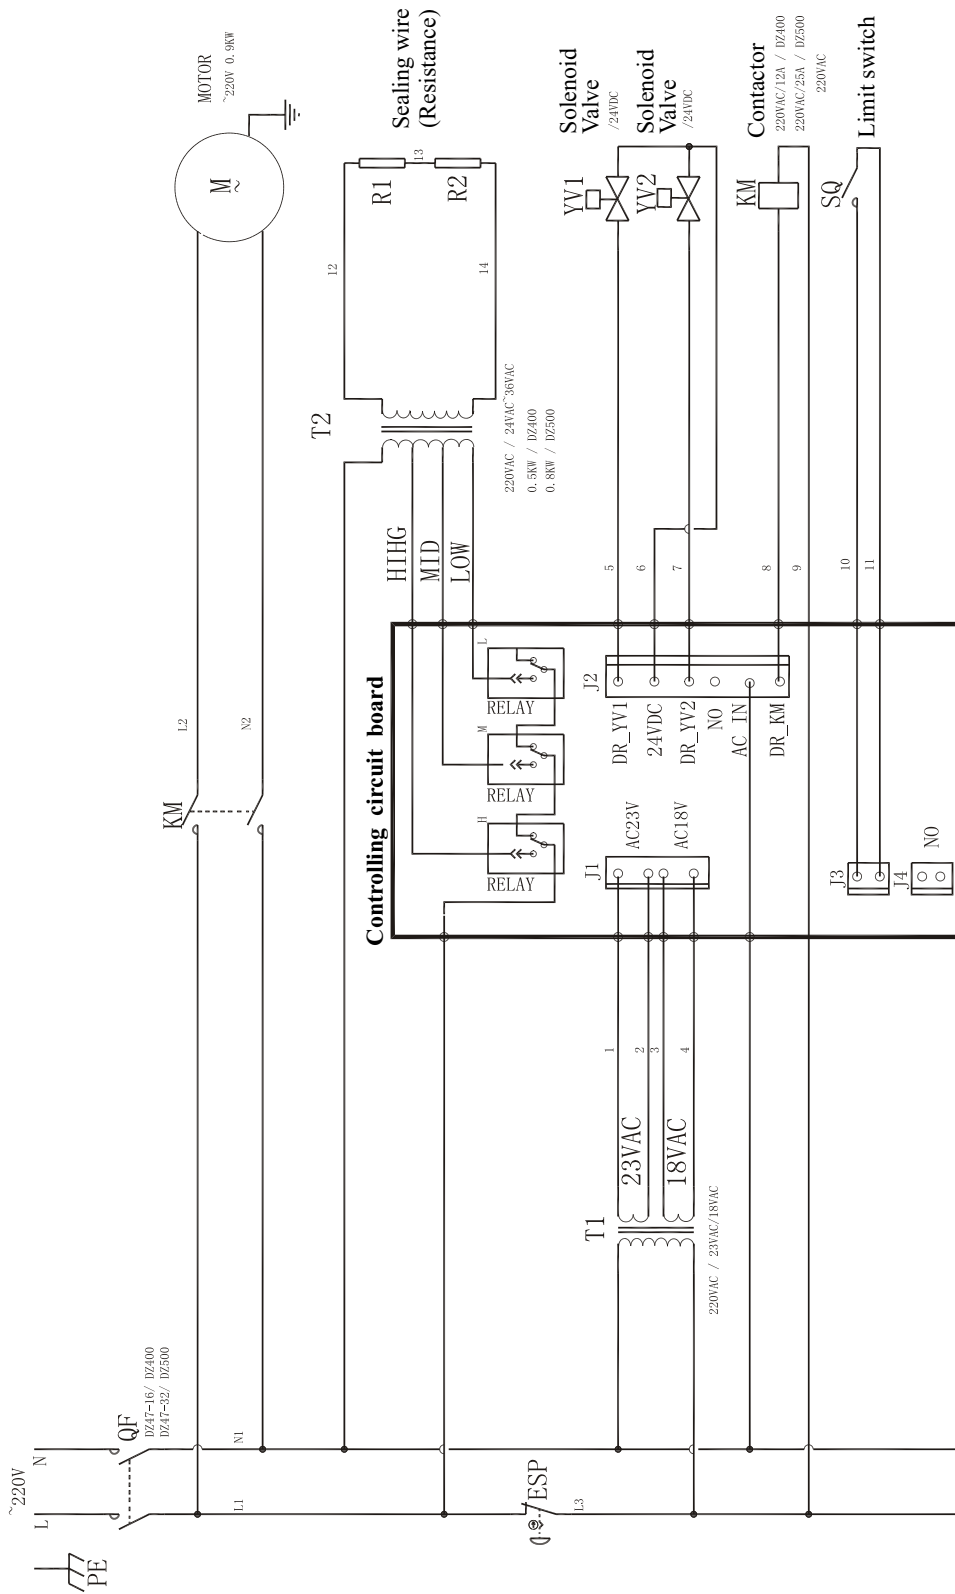 ~220V
L
N
PE
QF
DZ47-16/ DZ400
DZ47-32/ DZ500
L1
N1
KM
L2
N2
MOTOR
~220V 0.9KW
M
~
T2
220VAC / 24VAC~36VAC
0.5KW / DZ400
0.8KW / DZ500
12
13
14
R1
R2
Sealing wire
(Resistance)
HIHG
MID
LOW
Controlling circuit board
H
RELAY
M
RELAY
L
RELAY
ESP
L3
T1
220VAC / 23VAC/18VAC
23VAC
18VAC
1
2
3
4
J1
AC23V
AC18V
J2
DR_YV1
24VDC
DR_YV2
NO
AC IN
DR_KM
5
6
7
8
9
10
11
YV1
Solenoid
Valve
/24VDC
YV2
Solenoid
Valve
/24VDC
KM
Contactor
220VAC/12A / DZ400
220VAC/25A / DZ500
220VAC
SQ
Limit switch
J3
J4
NO